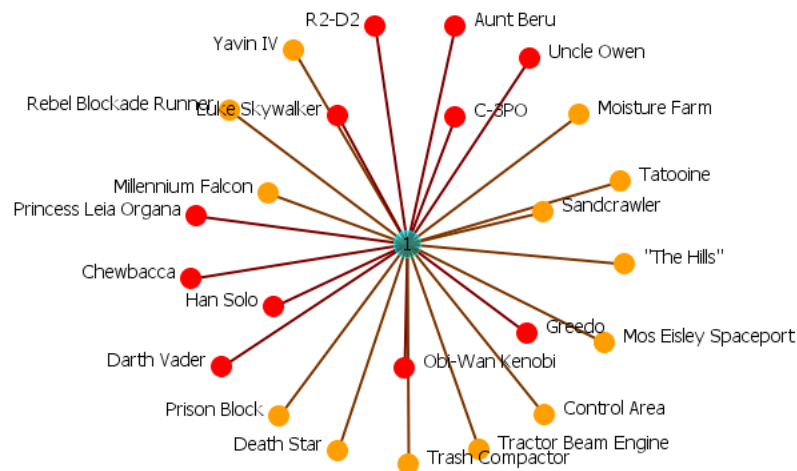 R2-D2
Aunt Beru
Yavin IV
Uncle Owen
Rebel Blockade Runner
Luke Skywalker
C-3PO
Moisture Farm
Millennium Falcon
Tatooine
Princess Leia Organa
Sandcrawler
1
"The Hills"
Chewbacca
Han Solo
Greedo
Mos Eisley Spaceport
Darth Vader
Obi-Wan Kenobi
Prison Block
Control Area
Death Star
Tractor Beam Engine
Trash Compactor